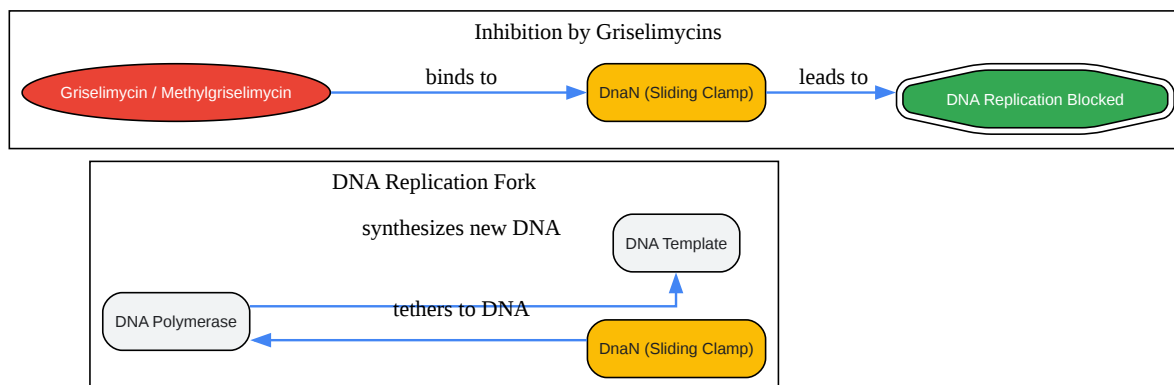 Inhibition by Griselimycins
Griselimycin / Methylgriselimycin
binds to
DnaN (Sliding Clamp)
leads to
DNA Replication Blocked
DNA Replication Fork
synthesizes new DNA
DNA Template
tethers to DNA
DNA Polymerase
DnaN (Sliding Clamp)